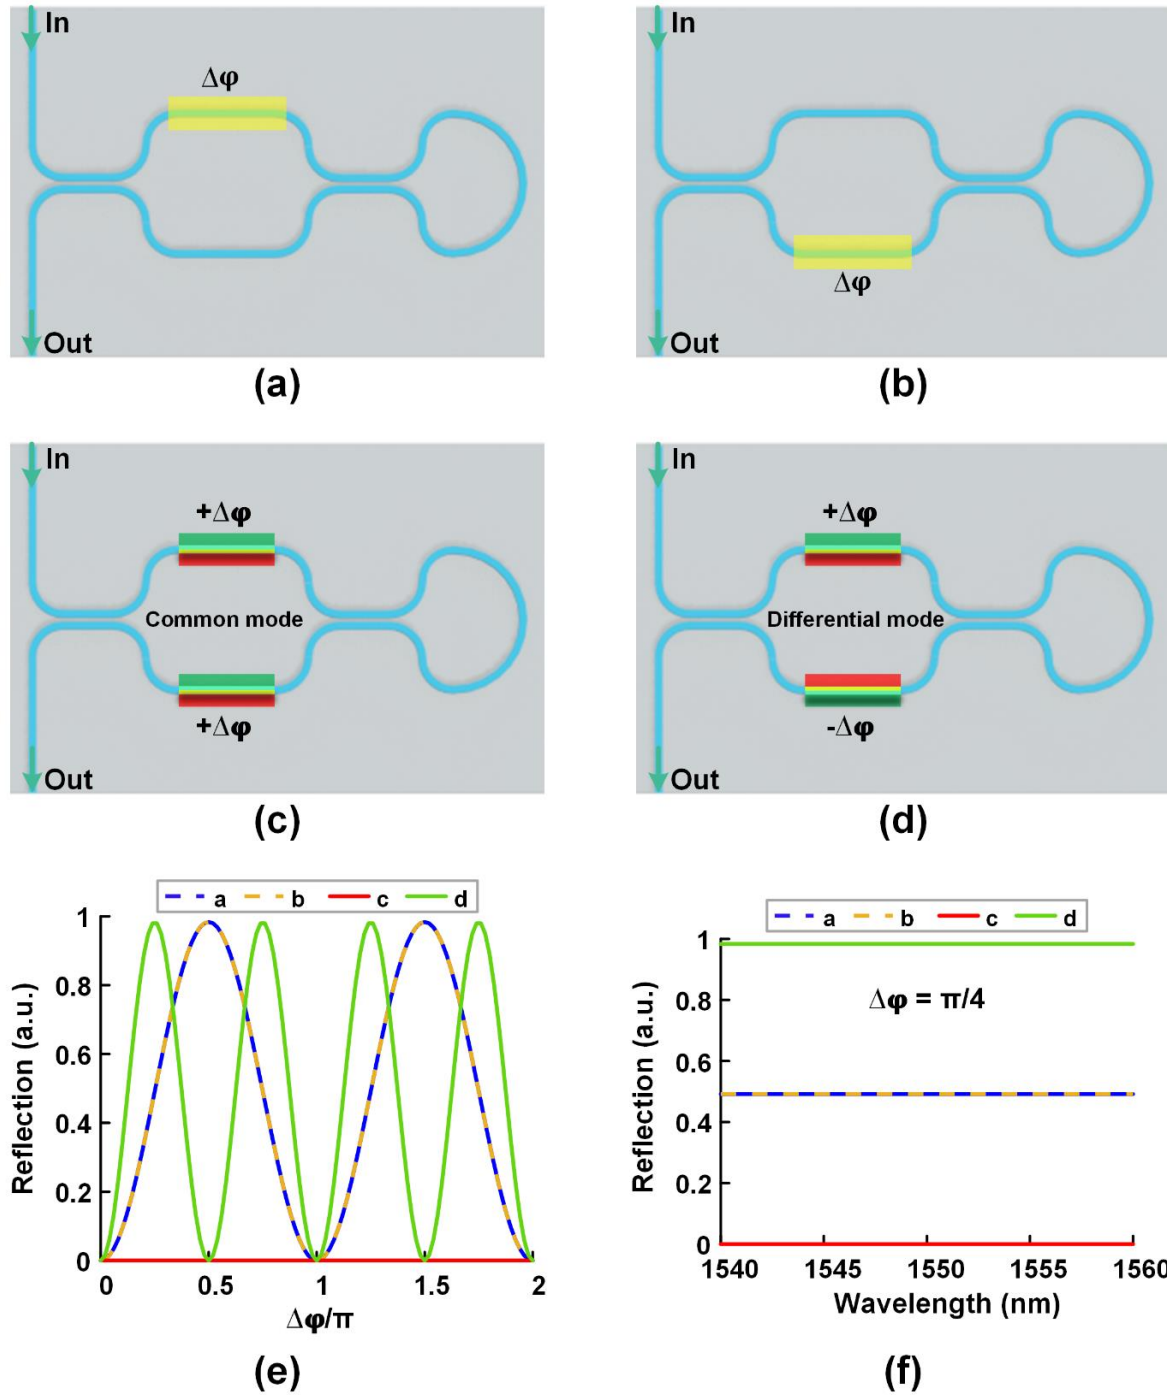 In
In
Δφ
Δφ
Out
Out
(a)
(b)
In
In
+Δφ
+Δφ
Common mode
Differential mode
+Δφ
-Δφ
Out
Out
(c)
(d)
a b c d
1
0.8
0.6
0.4
0.2
0
Reflection (a.u.)
0 0.5 1 1.5 2
Δφ/π
(e)
a b c d
1
0.8
0.6
0.4
0.2
0
Reflection (a.u.)
Δφ = π/4
1540 1545 1550 1555 1560
Wavelength (nm)
(f)